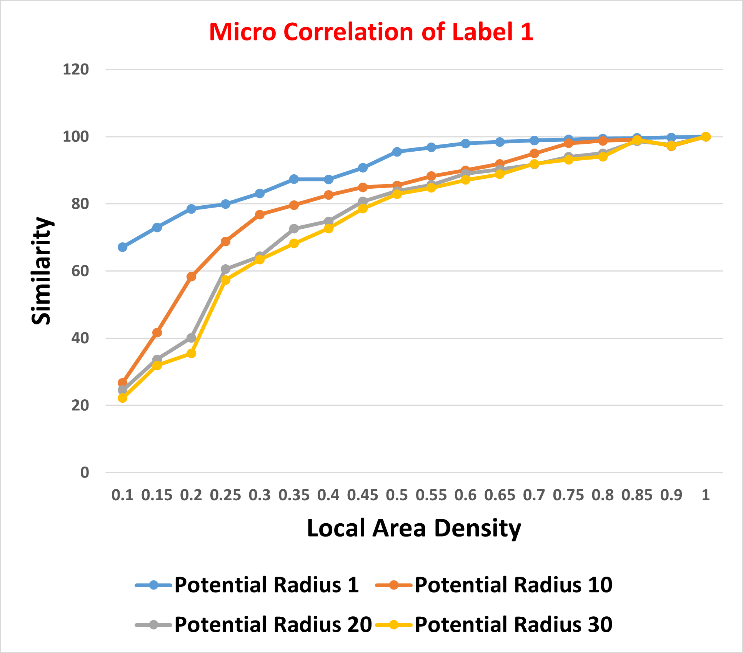 Micro Correlation of Label 1
120
100
80
60
40
20
0
Similarity
0.1 0.15 0.2 0.25 0.3 0.35 0.4 0.45 0.5 0.55 0.6 0.65 0.7 0.75 0.8 0.85 0.9 1
Local Area Density
Potential Radius 1 Potential Radius 10
Potential Radius 20 Potential Radius 30